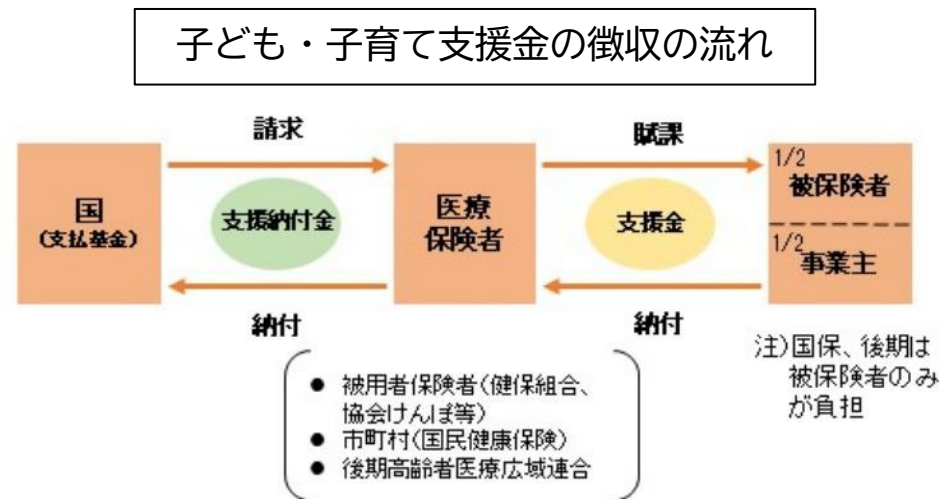 子ども・子育て支援金の徴収の流れ
請求
賦課
国
(支払基金)
支援納付金
医療
保険者
支援金
1/2
被保険者
1/2
事業主
納付
納付
注)国保、後期は
被保険者のみ
が負担
● 被用者保険者(健保組合、
協会けんぽ等)
● 市町村(国民健康保険)
● 後期高齢者医療広域連合